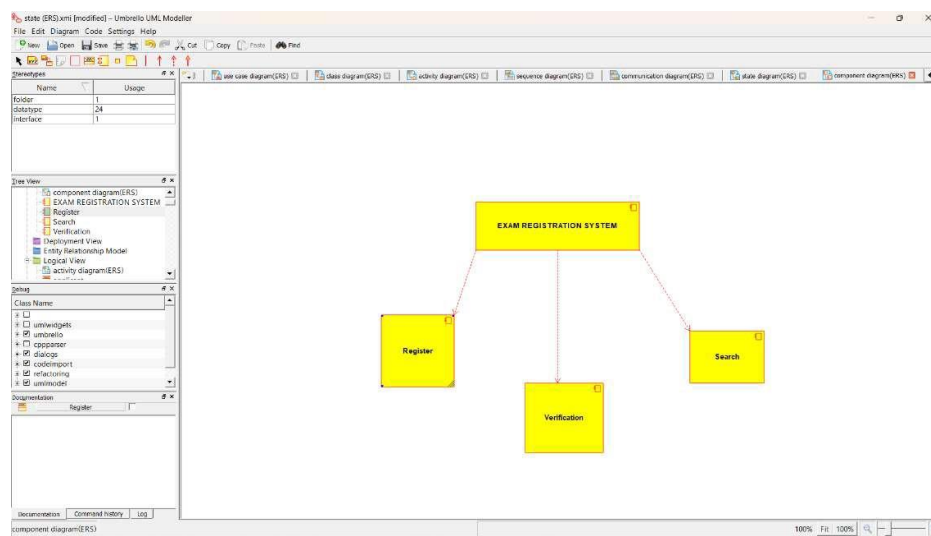 state (ERS).xmi [modified] – Umbrello UML Modeller
File Edit Diagram Code Settings Help
New Open Save Cut Copy Paste Find
Stereotypes
Name Usage
folder 1
datatype 24
interface 1
use case diagram(ERS) class diagram(ERS) activity diagram(ERS) sequence diagram(ERS) communication diagram(ERS) state diagram(ERS) component diagram(ERS)
Tree View
component diagram(ERS)
EXAM REGISTRATION SYSTEM
Register
Search
Verification
Deployment View
Entity Relationship Model
Logical View
activity diagram(ERS)
Debug
Class Name
umlwidgets
umbrello
cppparser
dialogs
codeimport
refactoring
umlmodel
Documentation
Register
Documentation Command history Log
EXAM REGISTRATION SYSTEM
Register
Search
Verification
component diagram(ERS)
100% Fit 100%